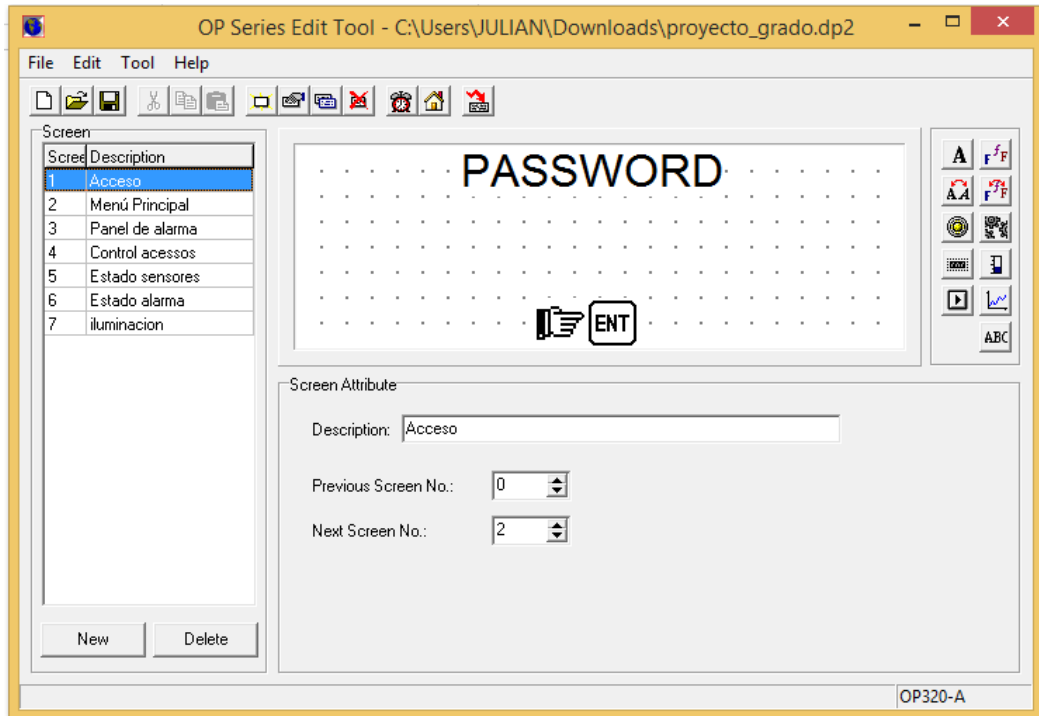 OP Series Edit Tool - C:\Users\JULIAN\Downloads\proyecto_grado.dp2
File Edit Tool Help
Screen
Scree Description
1 Acceso
2 Menú Principal
3 Panel de alarma
4 Control acessos
5 Estado sensores
6 Estado alarma
7 iluminacion
New Delete
PASSWORD
ENT
A F f F
A A F F
ABC
Screen Attribute
Description: Acceso
Previous Screen No.: 0
Next Screen No.: 2
OP320-A